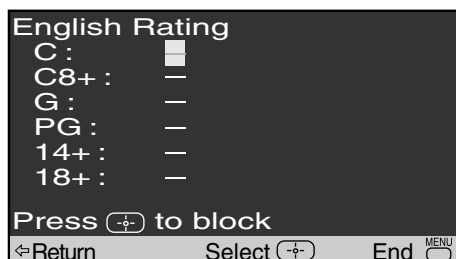 English Rating
C : —
C8+ : —
G : —
PG : —
14+ : —
18+ : —
Press to block
Return Select End MENU